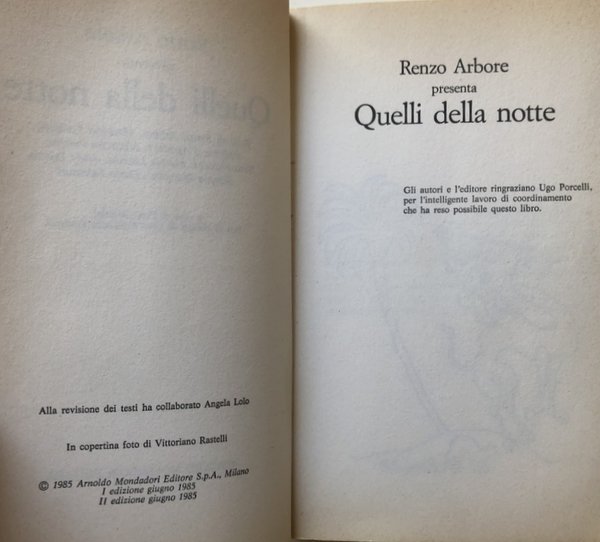 Alla revisione dei testi ha collaborato Angela Lolo
In copertina foto di Vittoriano Rastelli
© 1985 Arnoldo Mondadori Editore S.p.A., Milano
I edizione giugno 1985
II edizione giugno 1985
Renzo Arbore
presenta
Quelli della notte
Gli autori e l'editore ringraziano Ugo Porcelli,
per l'intelligente lavoro di coordinamento
che ha reso possibile questo libro.